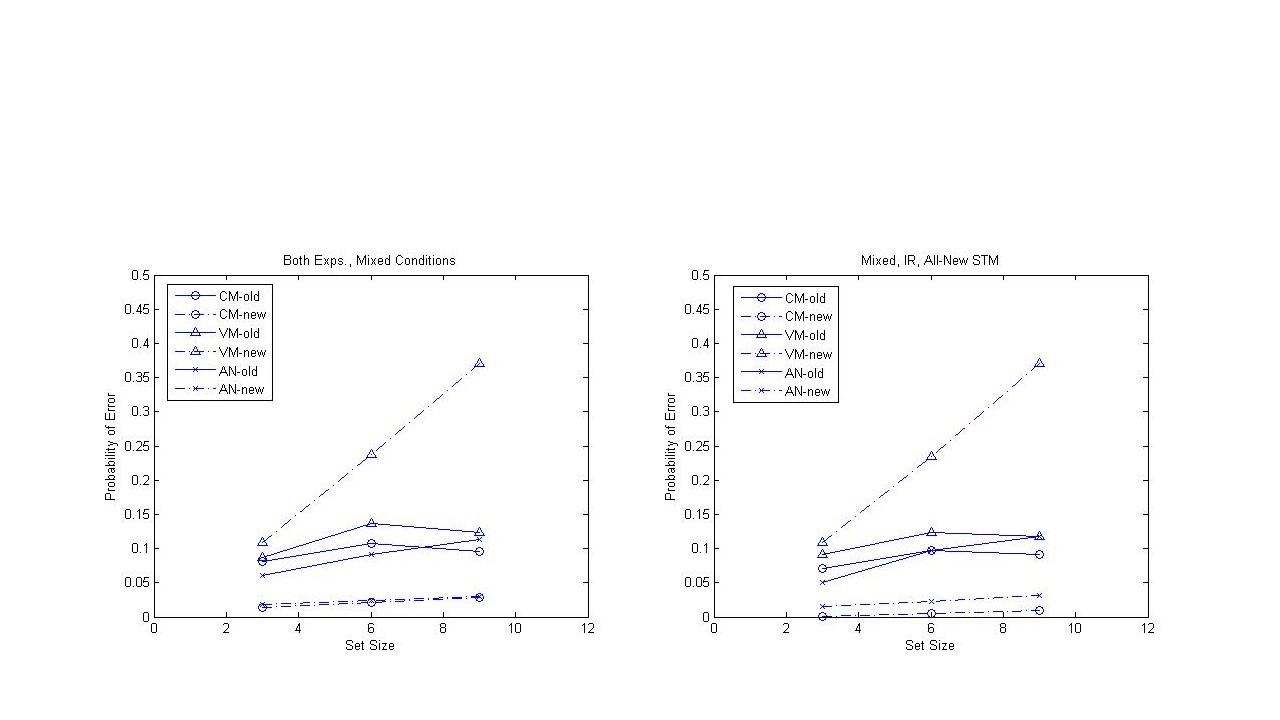 Both Exps., Mixed Conditions
0.5
0.45
0.4
0.35
0.3
0.25
0.2
0.15
0.1
0.05
0
Probability of Error
CM-old
CM-new
VM-old
VM-new
AN-old
AN-new
0 2 4 6 8 10 12
Set Size
Mixed, IR, All-New STM
0.5
0.45
0.4
0.35
0.3
0.25
0.2
0.15
0.1
0.05
0
Probability of Error
CM-old
CM-new
VM-old
VM-new
AN-old
AN-new
0 2 4 6 8 10 12
Set Size